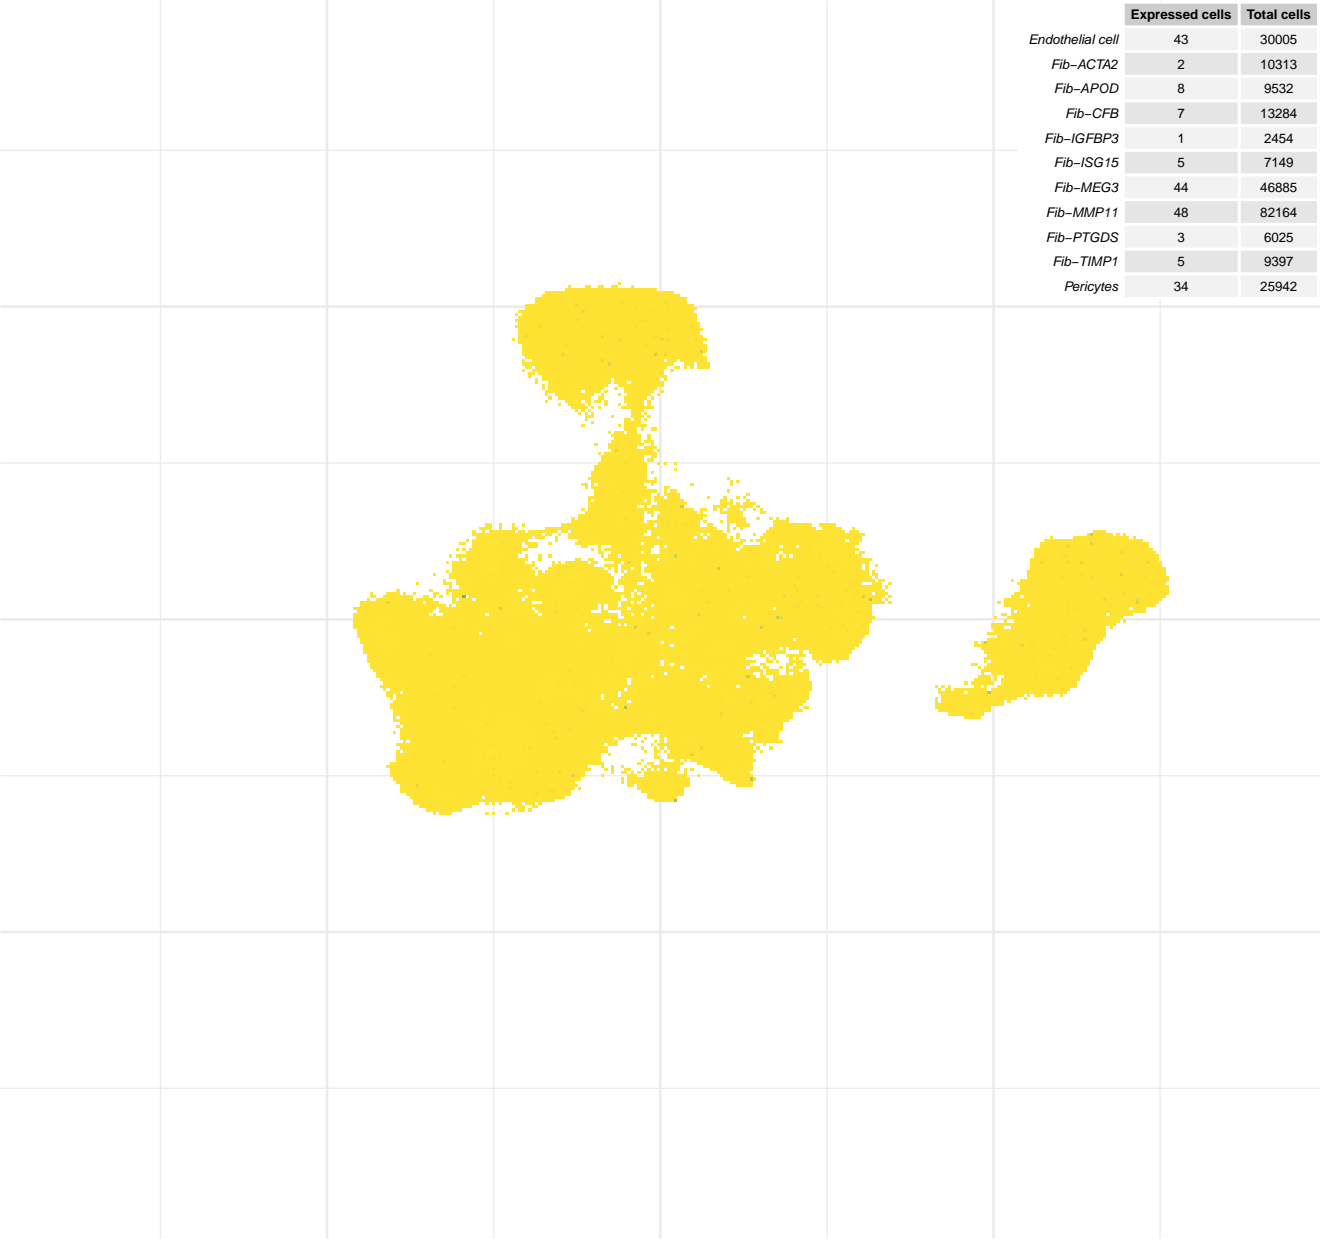 Expressed cells Total cells
Endothelial cell 43 30005
Fib−ACTA2 2 10313
Fib−APOD 8 9532
Fib−CFB 7 13284
Fib−IGFBP3 1 2454
Fib−ISG15 5 7149
Fib−MEG3 44 46885
Fib−MMP11 48 82164
Fib−PTGDS 3 6025
Fib−TIMP1 5 9397
Pericytes 34 25942